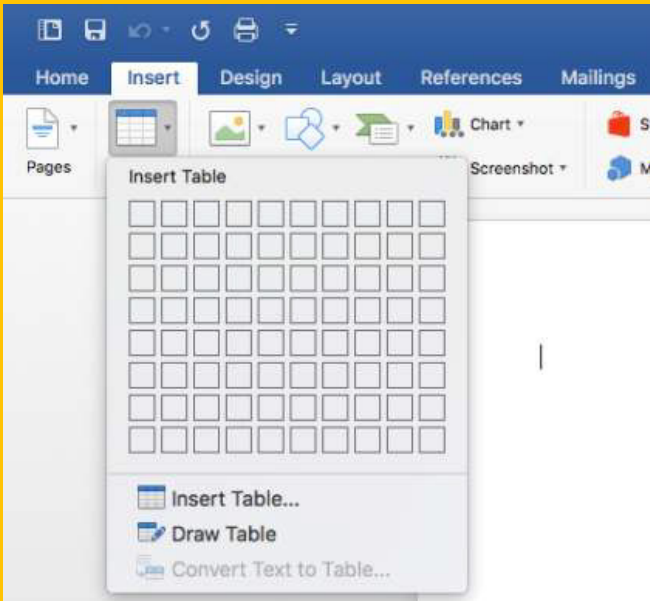 Home Insert Design Layout References Mailings
Chart
Pages Screenshot
Insert Table
Insert Table...
Draw Table
Convert Text to Table...